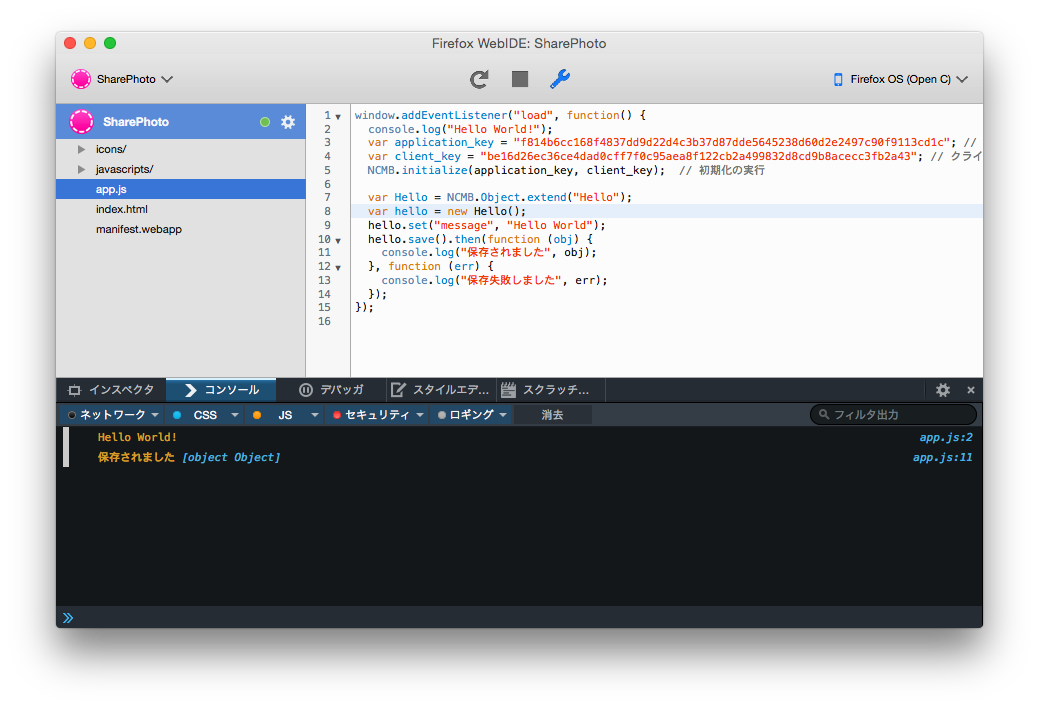 Firefox WebIDE: SharePhoto
SharePhoto
Firefox OS (Open C)
SharePhoto
icons/
javascripts/
app.js
index.html
manifest.webapp
1 window.addEventListener("load", function() {
2 console.log("Hello World!");
3 var application_key = "f814b6cc168f4837dd9d22d4c3b37d87dde5645238d60d2e2497c90f9113cd1c"; //
4 var client_key = "be16d26ec36ce4dad0cff7f0c95aea8f122cb2a499832d8cd9b8acecc3fb2a43"; // クライ
5 NCMB.initialize(application_key, client_key);  // 初期化の実行
6
7 var Hello = NCMB.Object.extend("Hello");
8 var hello = new Hello();
9 hello.set("message", "Hello World");
10 hello.save().then(function (obj) {
11 console.log("保存されました", obj);
12 }, function (err) {
13 console.log("保存失敗しました", err);
14 });
15 });
16
インスペクタ コンソール デバッガ スタイルエデ... スクラッチ...
ネットワーク CSS JS セキュリティ ロギング 消去 フィルタ出力
Hello World! app.js:2
保存されました [object Object] app.js:11